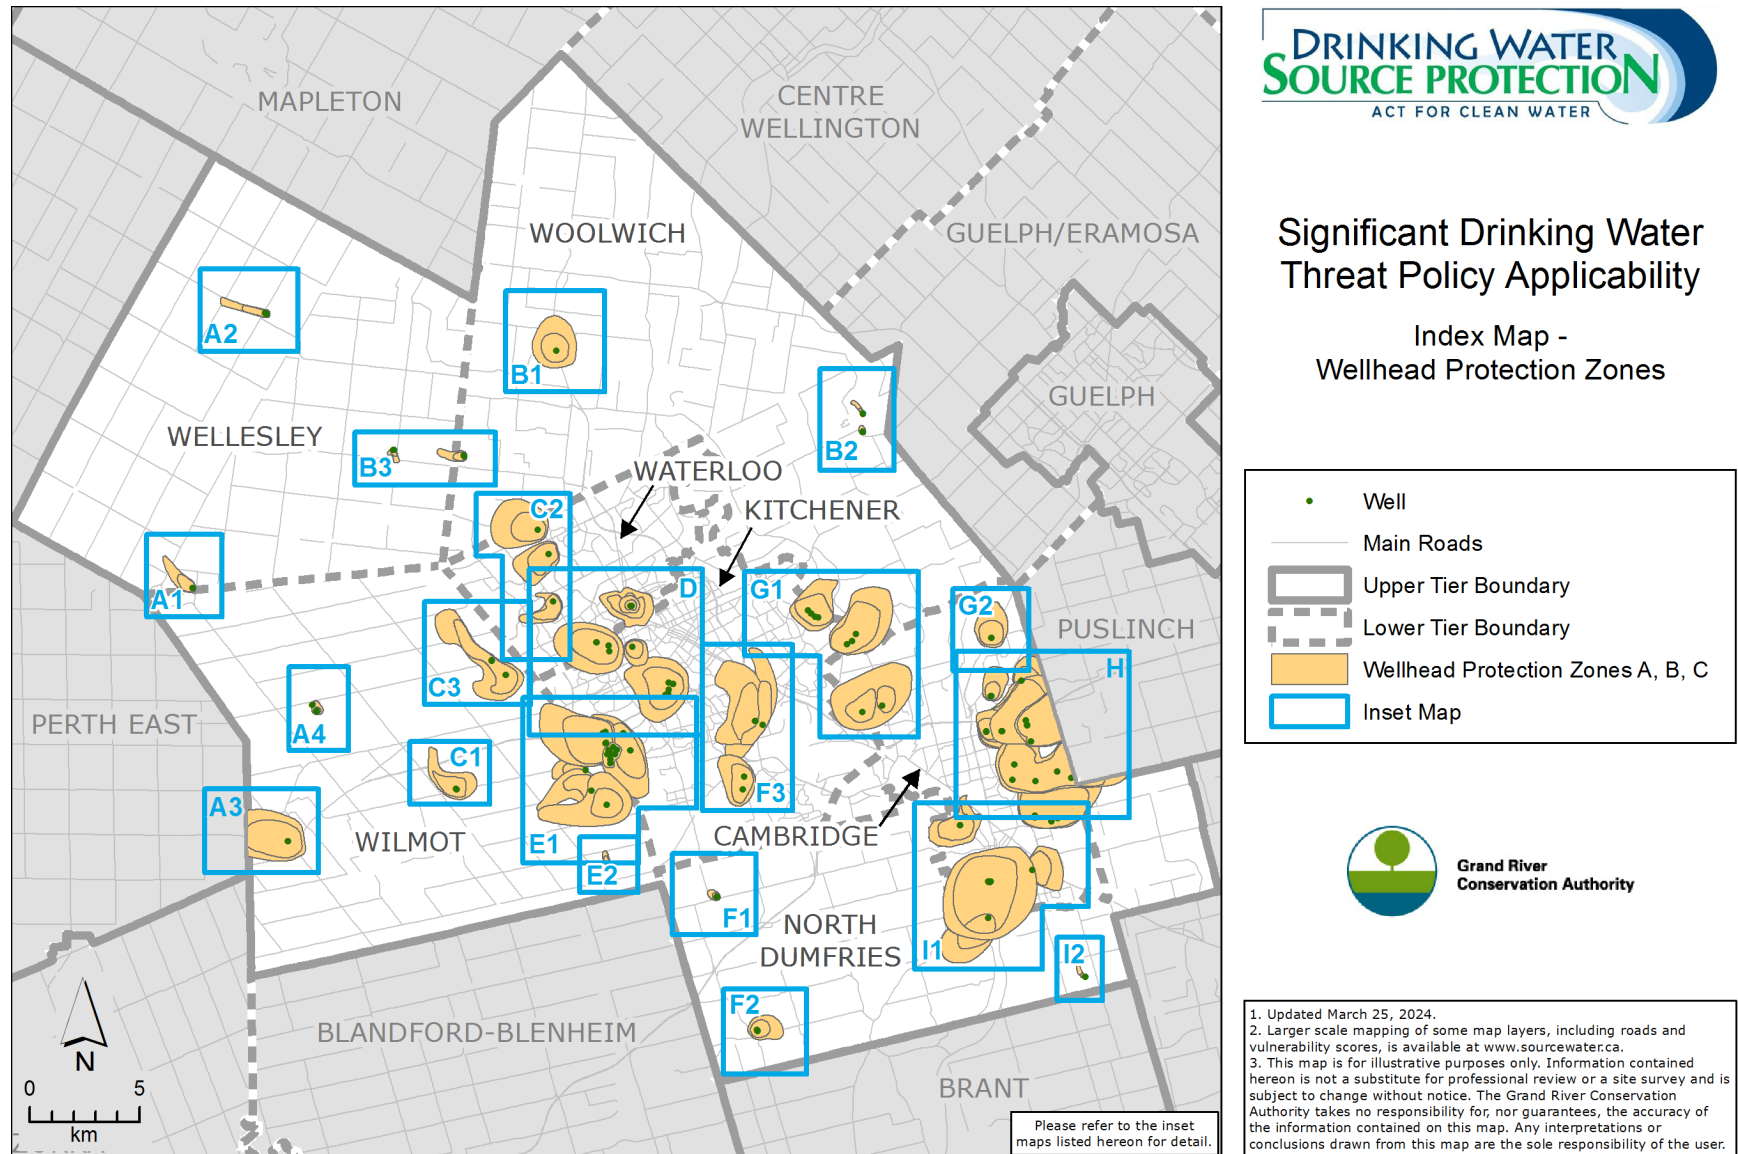 MAPLETON
CENTRE
WELLINGTON
WOOLWICH
GUELPH/ERAMOSA
A2
B1
GUELPH
WELLESLEY
B3
B2
WATERLOO
C2
KITCHENER
A1
D
G1
G2
PUSLINCH
H
C3
PERTH EAST
A4
C1
A3
F3
WILMOT
E1
CAMBRIDGE
E2
F1
NORTH
DUMFRIES
I1
I2
F2
BLANDFORD-BLENHEIM
BRANT
N
0 5
km
Please refer to the inset
maps listed hereon for detail.
DRINKING WATER
SOURCE PROTECTION
ACT FOR CLEAN WATER
Significant Drinking Water
Threat Policy Applicability
Index Map -
Wellhead Protection Zones
Well
Main Roads
Upper Tier Boundary
Lower Tier Boundary
Wellhead Protection Zones A, B, C
Inset Map
Grand River
Conservation Authority
1. Updated March 25, 2024.
2. Larger scale mapping of some map layers, including roads and
vulnerability scores, is available at www.sourcewater.ca.
3. This map is for illustrative purposes only. Information contained
hereon is not a substitute for professional review or a site survey and is
subject to change without notice. The Grand River Conservation
Authority takes no responsibility for, nor guarantees, the accuracy of
the information contained on this map. Any interpretations or
conclusions drawn from this map are the sole responsibility of the user.